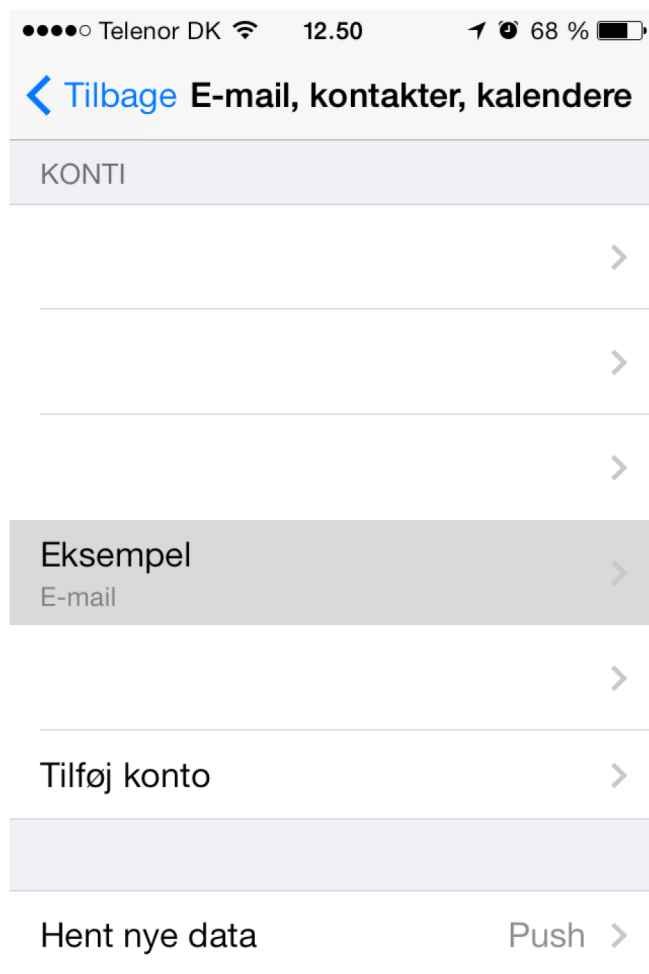 Telenor DK 12.50 68 %
Tilbage E-mail, kontakter, kalendere
KONTI
Eksempel
E-mail
Tilføj konto
Hent nye data Push